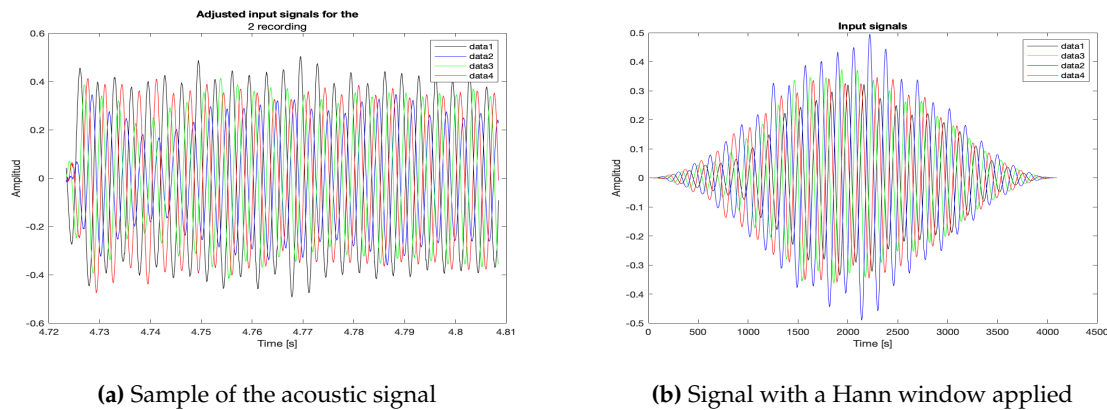 Adjusted input signals for the
2 recording
0.6
0.4
0.2
0
-0.2
-0.4
-0.6
Amplitud
data1
data2
data3
data4
4.72
4.73
4.74
4.75
4.76
4.77
4.78
4.79
4.8
4.81
Time [s]
(a) Sample of the acoustic signal
Input signals
0.5
0.4
0.3
0.2
0.1
0
-0.1
-0.2
-0.3
-0.4
0.5
Amplitud
data1
data3
data2
data4
0
500
1000
1500
2000
2500
3000
3500
4000
4500
Time [s]
(b) Signal with a Hann window applied